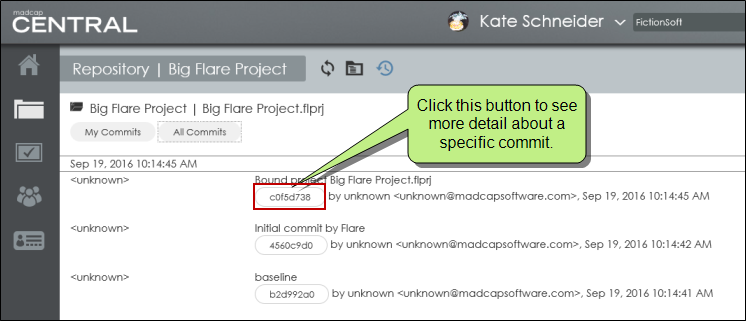 madcap
CENTRAL
Kate Schneider
FictionSoft
Repository | Big Flare Project
Big Flare Project | Big Flare Project.flprj
My Commits All Commits
Click this button to see
more detail about a
specific commit.
Sep 19, 2016 10:14:45 AM
<unknown> Bound project Big Flare Project.flprj
c0f5d738 by unknown <unknown@madcapsoftware.com>, Sep 19, 2016 10:14:45 AM
<unknown> Initial commit by Flare
4560c9d0 by unknown <unknown@madcapsoftware.com>, Sep 19, 2016 10:14:42 AM
<unknown> baseline
b2d992a0 by unknown <unknown@madcapsoftware.com>, Sep 19, 2016 10:14:41 AM